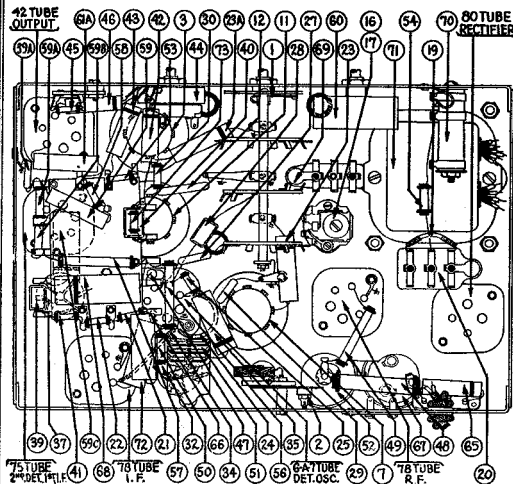 42 TUBE
OUTPUT
61A 46 43 42 3 30 23A 12 11 27 60 16 54 70
80 TUBE
RECTIFIER
39A 59A 45 59B 58 59 53 44 73 40 1 28 69 23 17 71 19
39 37 59C 22 72 21 32 66 47 24 35 2 25 52 49 67 48 65
75 TUBE
2ND DET. 1ST A.F.
41 68
78 TUBE
I. F.
57 50 34 51 56
6-A-7 TUBE
DET. OSC.
29 7
78 TUBE
R. F.
20